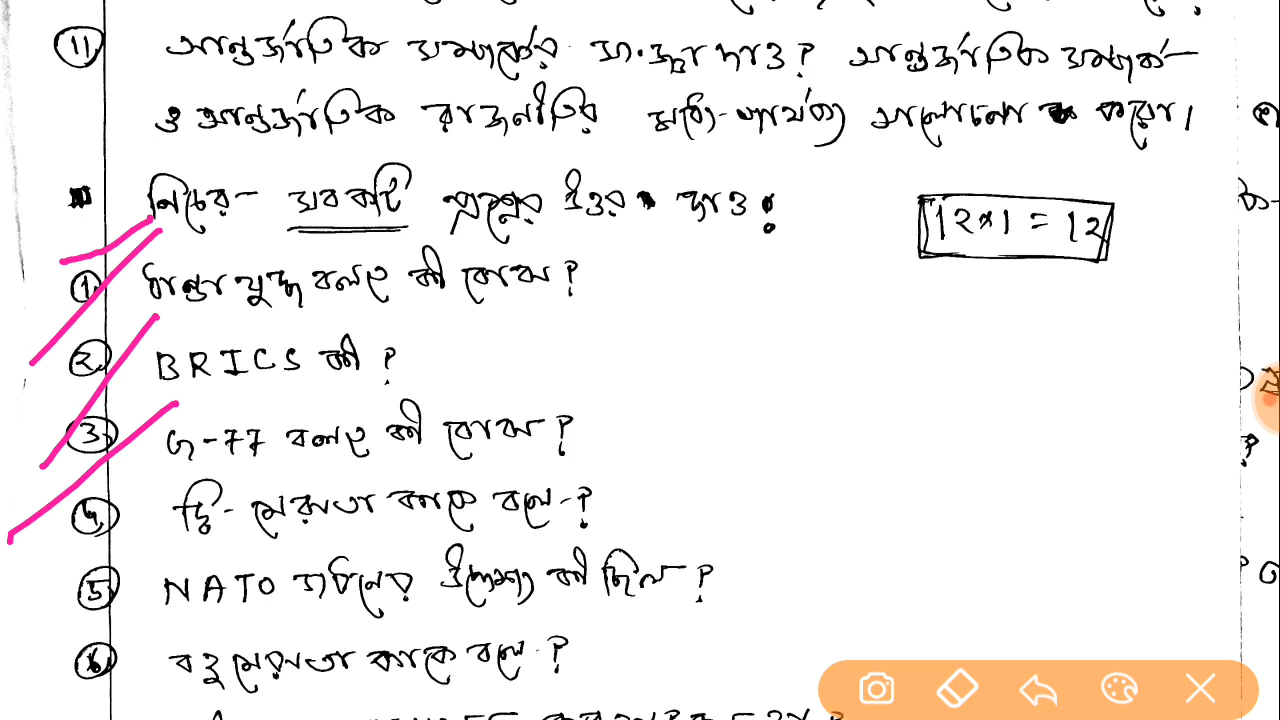 11 আন্তর্জাতিক সম্পর্কের সংজ্ঞা দাও? আন্তর্জাতিক সম্পর্ক
ও আন্তর্জাতিক রাজনীতির মধ্যে পার্থক্য আলোচনা করো।
নিচের সবকটি প্রশ্নের উত্তর দাও: 12×1 = 12
1 ঠান্ডা যুদ্ধ বলতে কী বোঝ?
2 BRICS কী?
3 জ-77 বলতে কী বোঝ?
4 দ্বি-মেরুতা কাকে বলে?
5 NATO গঠনের উদ্দেশ্য কী ছিল?
6 বহুমেরুতা কাকে বলে?